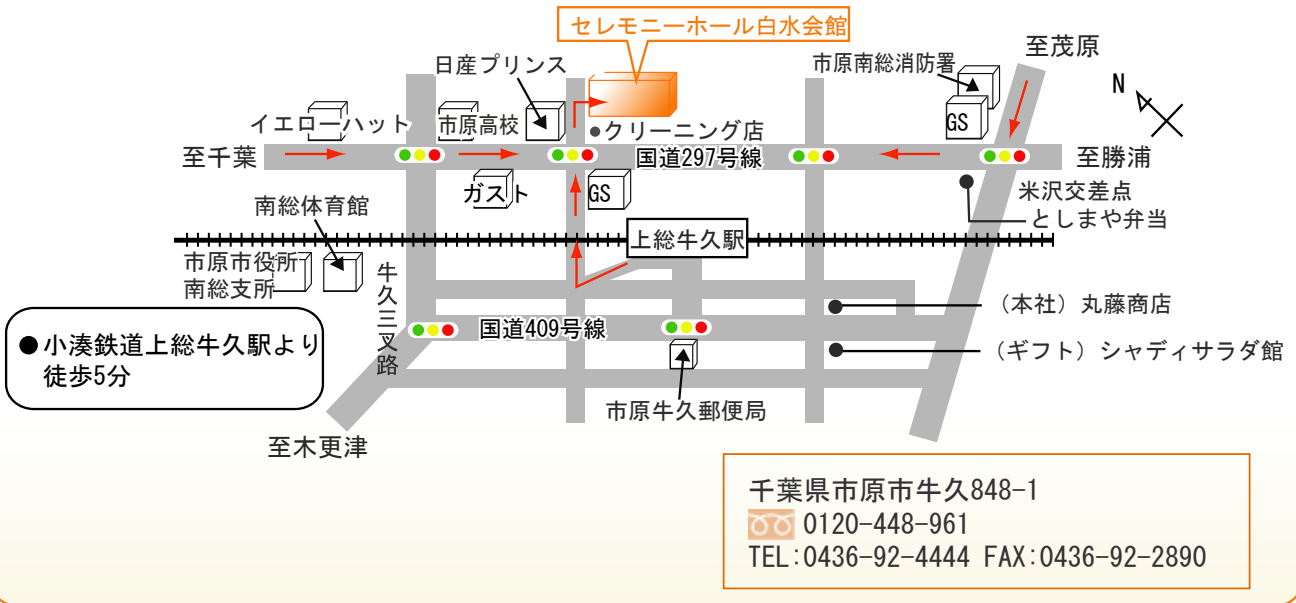 セレモニーホール白水会館
至茂原
日産プリンス
市原南総消防署
N
イエローハット
市原高校
●クリーニング店
GS
至千葉
国道297号線
至勝浦
ガスト
GS
米沢交差点
としまや弁当
南総体育館
上総牛久駅
市原市役所
南総支所
牛久三叉路
（本社）丸藤商店
国道409号線
●小湊鉄道上総牛久駅より
徒歩5分
（ギフト）シャディサラダ館
市原牛久郵便局
至木更津
千葉県市原市牛久848-1
0120-448-961
TEL:0436-92-4444 FAX:0436-92-2890